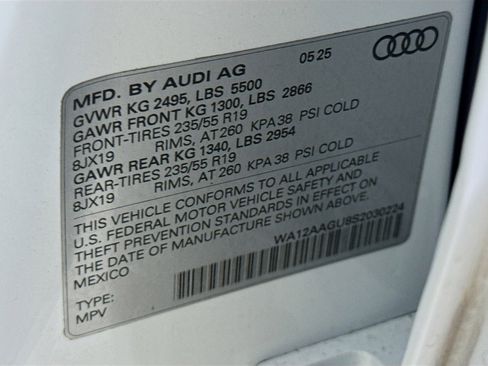 05 25
MFD. BY AUDI AG
GVWR KG 2495, LBS 5500
GAWR FRONT KG 1300, LBS 2866
FRONT-TIRES 235/55 R19
8JX19 RIMS, AT 260 KPA 38 PSI COLD
GAWR REAR KG 1340, LBS 2954
REAR-TIRES 235/55 R19
8JX19 RIMS, AT 260 KPA 38 PSI COLD
THIS VEHICLE CONFORMS TO ALL APPLICABLE
U.S. FEDERAL MOTOR VEHICLE SAFETY AND
THEFT PREVENTION STANDARDS IN EFFECT ON
THE DATE OF MANUFACTURE SHOWN ABOVE.
MEXICO
WA12AAGU8S2030224
TYPE:
MPV